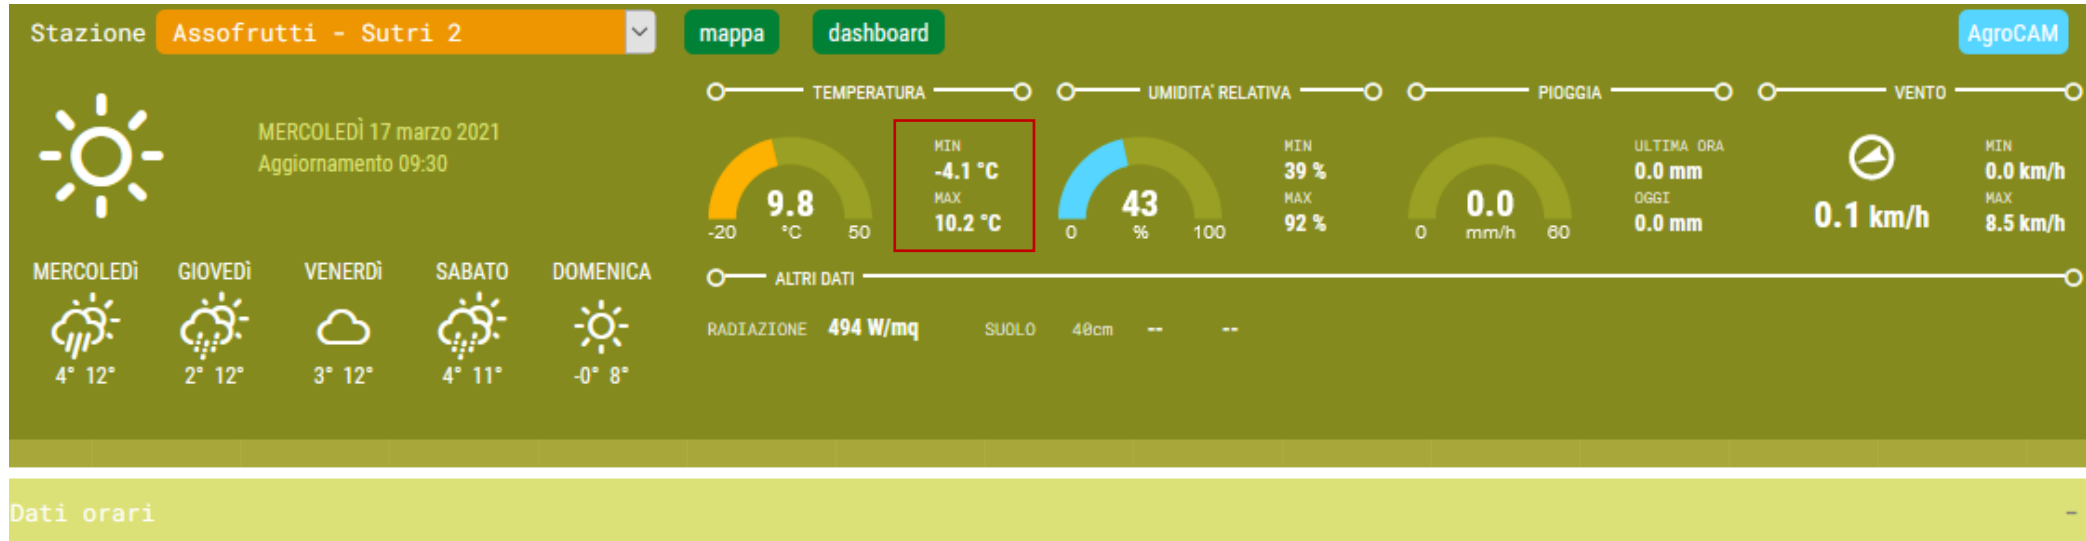 Stazione Assofrutti - Sutri 2 mappa dashboard AgroCAM
MERCOLEDÌ 17 marzo 2021
Aggiornamento 09:30
MERCOLEDÌ GIOVEDÌ VENERDÌ SABATO DOMENICA
4° 12° 2° 12° 3° 12° 4° 11° -0° 8°
TEMPERATURA
9.8
-20 °C 50
MIN
-4.1 °C
MAX
10.2 °C
UMIDITA' RELATIVA
43
0 % 100
MIN
39 %
MAX
92 %
PIOGGIA
0.0
0 mm/h 60
ULTIMA ORA
0.0 mm
OGGI
0.0 mm
VENTO
0.1 km/h
MIN
0.0 km/h
MAX
8.5 km/h
ALTRI DATI
RADIAZIONE 494 W/mq SUOLO 40cm -- --
Dati orari -